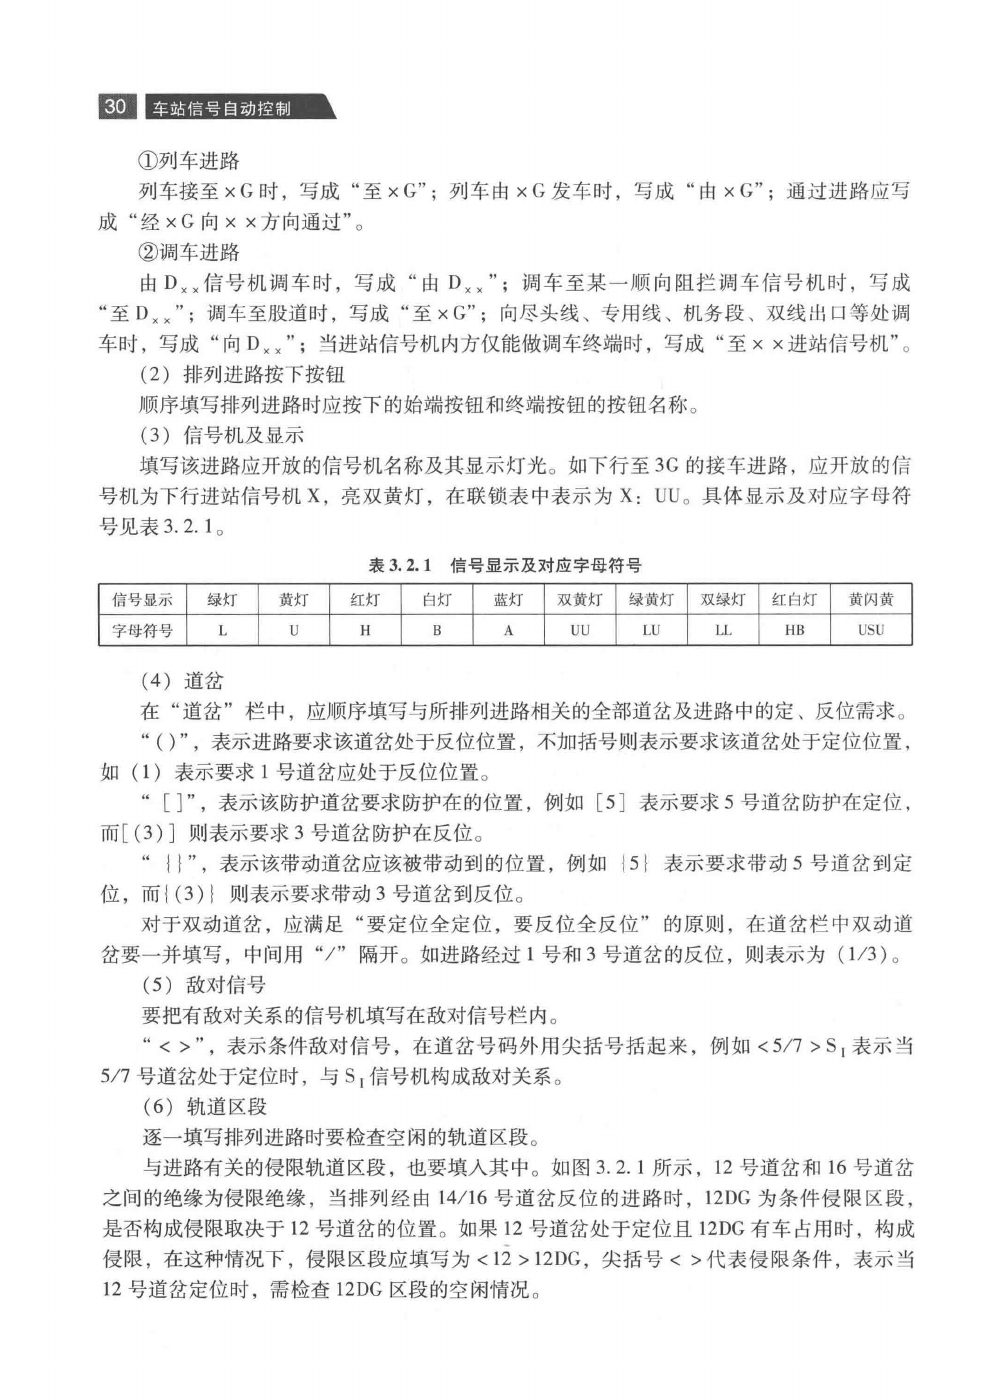 30 车站信号自动控制
①列车进路
列车接至×G时，写成“至×G”；列车由×G发车时，写成“由×G”；通过进路应写
成“经×G向××方向通过”。
②调车进路
由D××信号机调车时，写成“由D××”；调车至某一顺向阻拦调车信号机时，写成
“至D××”；调车至股道时，写成“至×G”；向尽头线、专用线、机务段、双线出口等处调
车时，写成“向D××”；当进站信号机内方仅能做调车终端时，写成“至××进站信号机”。
（2）排列进路按下按钮
顺序填写排列进路时应按下的始端按钮和终端按钮的按钮名称。
（3）信号机及显示
填写该进路应开放的信号机名称及其显示灯光。如下行至3G的接车进路，应开放的信
号机为下行进站信号机X，亮双黄灯，在联锁表中表示为X：UU。具体显示及对应字母符
号见表3.2.1。
表3.2.1 信号显示及对应字母符号
信号显示 绿灯 黄灯 红灯 白灯 蓝灯 双黄灯 绿黄灯 双绿灯 红白灯 黄闪黄
字母符号 L U H B A UU LU LL HB USU
（4）道岔
在“道岔”栏中，应顺序填写与所排列进路相关的全部道岔及进路中的定、反位需求。
“()”，表示进路要求该道岔处于反位位置，不加括号则表示要求该道岔处于定位位置，
如（1）表示要求1号道岔应处于反位位置。
“［］”，表示该防护道岔要求防护在的位置，例如［5］表示要求5号道岔防护在定位，
而[(3)］则表示要求3号道岔防护在反位。
“｛｝”，表示该带动道岔应该被带动到的位置，例如｛5｝表示要求带动5号道岔到定
位，而{(3)｝则表示要求带动3号道岔到反位。
对于双动道岔，应满足“要定位全定位，要反位全反位”的原则，在道岔栏中双动道
岔要一并填写，中间用“/”隔开。如进路经过1号和3号道岔的反位，则表示为（1/3）。
（5）敌对信号
要把有敌对关系的信号机填写在敌对信号栏内。
“< >”，表示条件敌对信号，在道岔号码外用尖括号括起来，例如<5/7>SⅠ表示当
5/7号道岔处于定位时，与SⅠ信号机构成敌对关系。
（6）轨道区段
逐一填写排列进路时要检查空闲的轨道区段。
与进路有关的侵限轨道区段，也要填入其中。如图3.2.1所示，12号道岔和16号道岔
之间的绝缘为侵限绝缘，当排列经由14/16号道岔反位的进路时，12DG为条件侵限区段，
是否构成侵限取决于12号道岔的位置。如果12号道岔处于定位且12DG有车占用时，构成
侵限，在这种情况下，侵限区段应填写为<12>12DG，尖括号< >代表侵限条件，表示当
12号道岔定位时，需检查12DG区段的空闲情况。